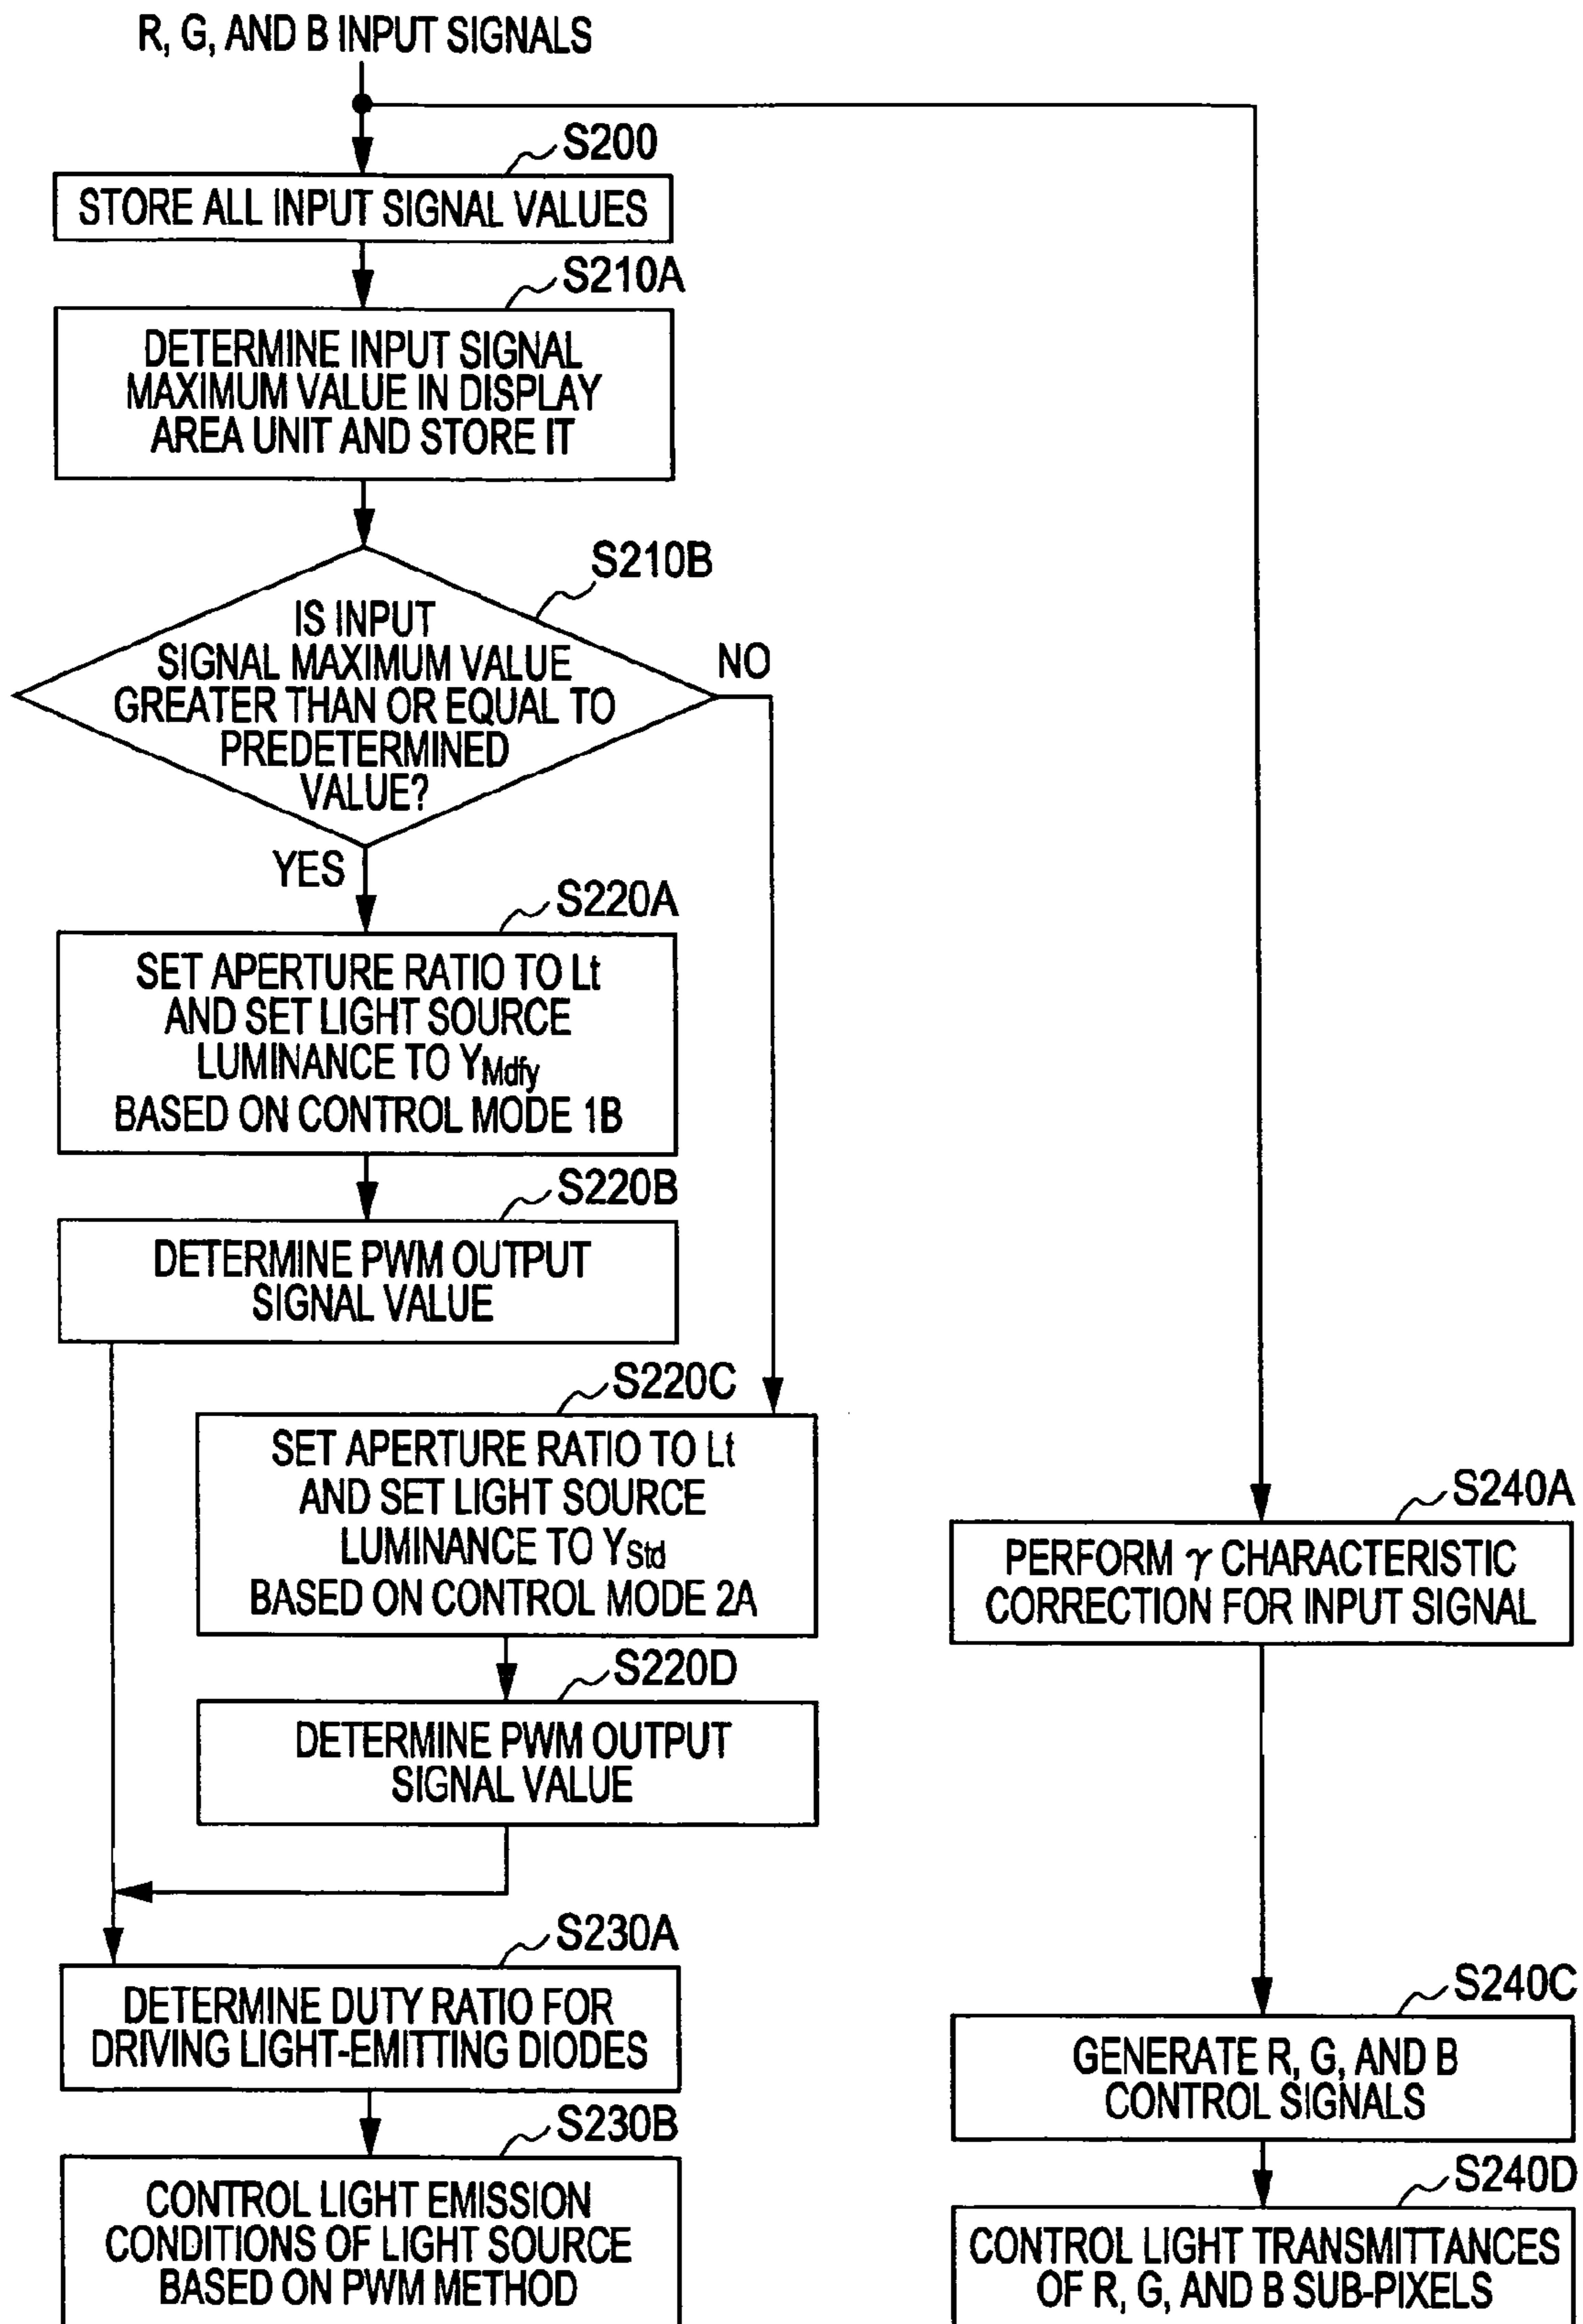 R, G, AND B INPUT SIGNALS
S200
STORE ALL INPUT SIGNAL VALUES
S210A
DETERMINE INPUT SIGNAL
MAXIMUM VALUE IN DISPLAY
AREA UNIT AND STORE IT
S210B
IS INPUT
SIGNAL MAXIMUM VALUE
GREATER THAN OR EQUAL TO
PREDETERMINED
VALUE?
NO
YES
S220A
SET APERTURE RATIO TO Lt
AND SET LIGHT SOURCE
LUMINANCE TO YMdfy
BASED ON CONTROL MODE 1B
S220B
DETERMINE PWM OUTPUT
SIGNAL VALUE
S220C
SET APERTURE RATIO TO Lt
AND SET LIGHT SOURCE
LUMINANCE TO YStd
BASED ON CONTROL MODE 2A
S220D
DETERMINE PWM OUTPUT
SIGNAL VALUE
S230A
DETERMINE DUTY RATIO FOR
DRIVING LIGHT-EMITTING DIODES
S230B
CONTROL LIGHT EMISSION
CONDITIONS OF LIGHT SOURCE
BASED ON PWM METHOD
S240A
PERFORM γ CHARACTERISTIC
CORRECTION FOR INPUT SIGNAL
S240C
GENERATE R, G, AND B
CONTROL SIGNALS
S240D
CONTROL LIGHT TRANSMITTANCES
OF R, G, AND B SUB-PIXELS